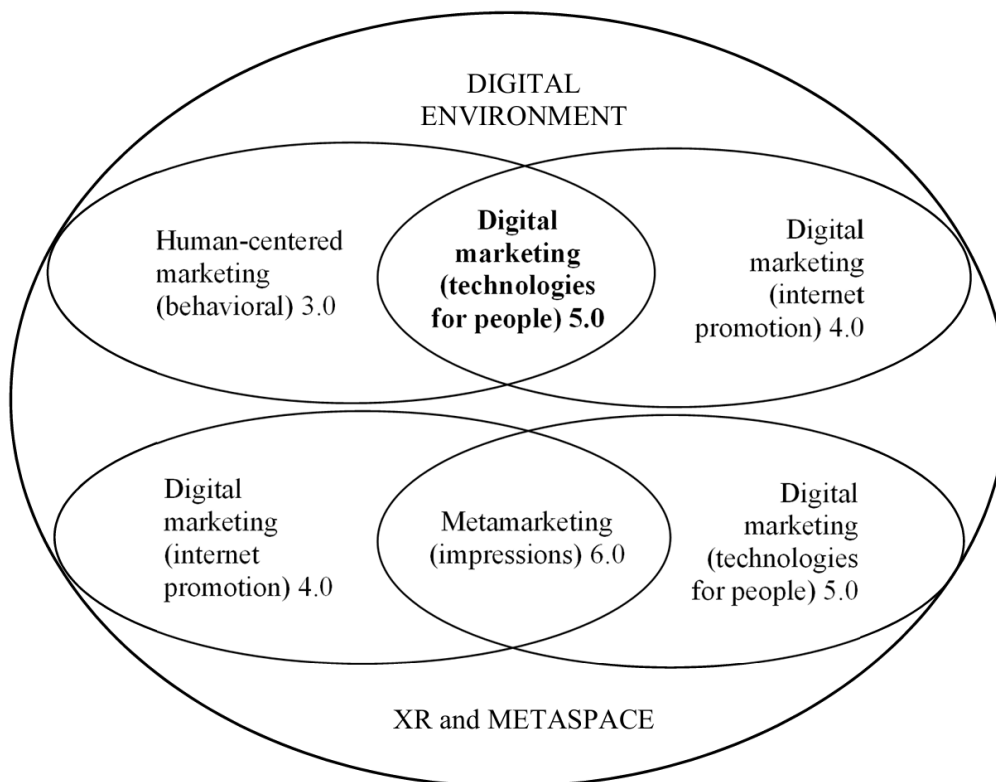 DIGITAL
ENVIRONMENT
Human-centered
marketing
(behavioral) 3.0
Digital
marketing
(technologies
for people) 5.0
Digital
marketing
(internet
promotion) 4.0
Digital
marketing
(internet
promotion) 4.0
Metamarketing
(impressions) 6.0
Digital
marketing
(technologies
for people) 5.0
XR and METASPACE